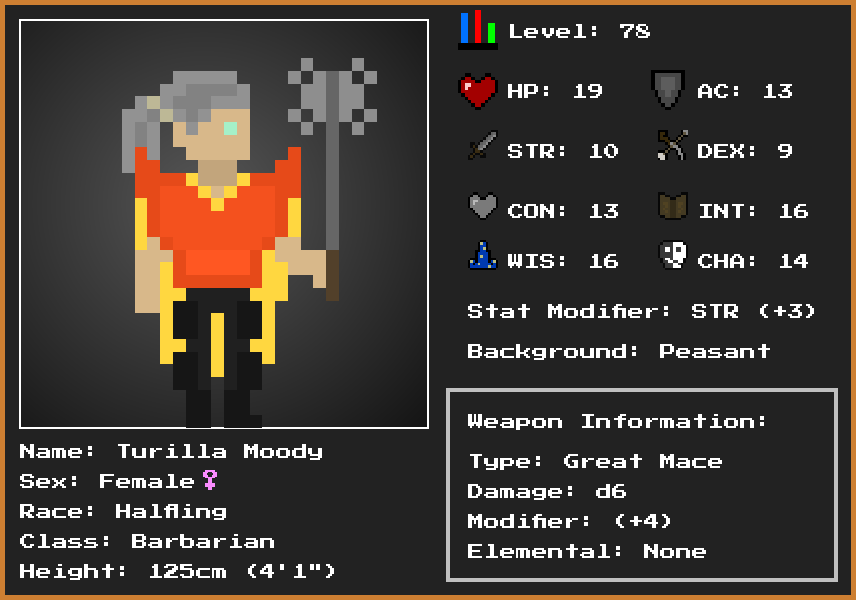 Level: 78
HP: 19
AC: 13
STR: 10
DEX: 9
CON: 13
INT: 16
WIS: 16
CHA: 14
Stat Modifier: STR (+3)
Background: Peasant
Weapon Information:
Type: Great Mace
Damage: d6
Modifier: (+4)
Elemental: None
Name: Turilla Moody
Sex: Female♀
Race: Halfling
Class: Barbarian
Height: 125cm (4'1")